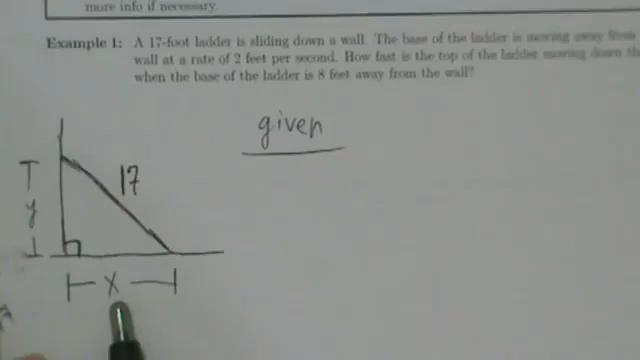 more info if necessary.
Example 1: A 17-foot ladder is sliding down a wall. The base of the ladder is moving away from
wall at a rate of 2 feet per second. How fast is the top of the ladder moving down the
when the base of the ladder is 8 feet away from the wall?
given
17
y
x